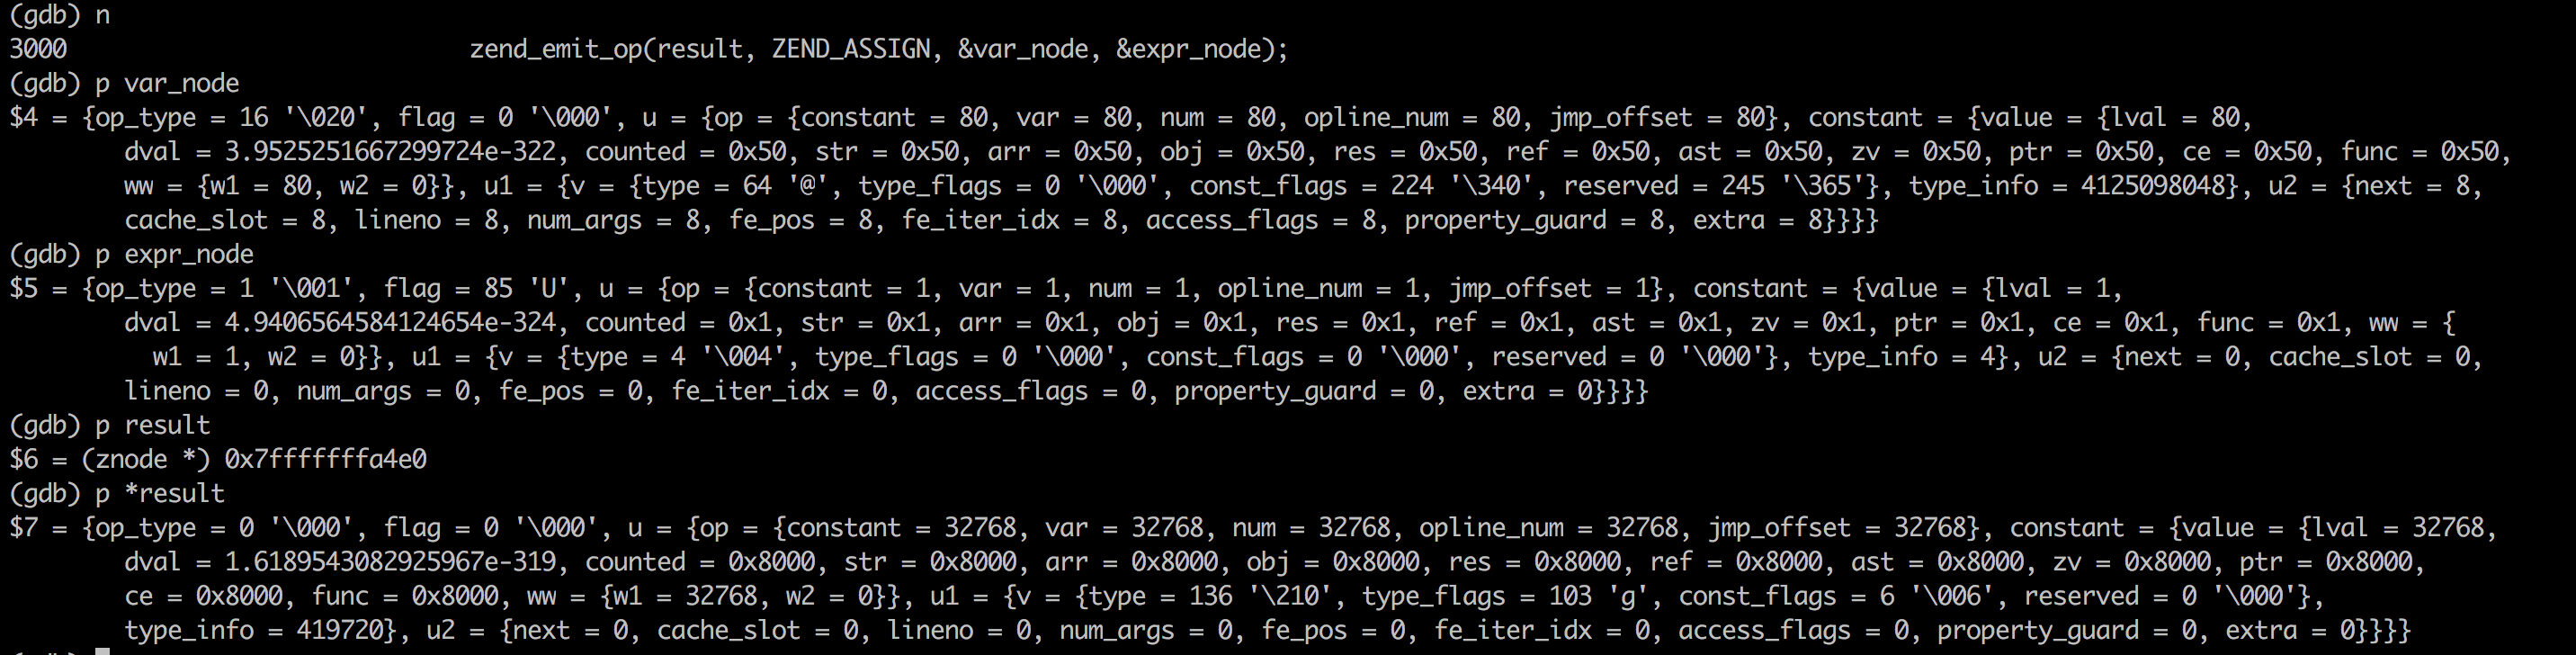 (gdb) n
3000                            zend_emit_op(result, ZEND_ASSIGN, &var_node, &expr_node);
(gdb) p var_node
$4 = {op_type = 16 '\020', flag = 0 '\000', u = {op = {constant = 80, var = 80, num = 80, opline_num = 80, jmp_offset = 80}, constant = {value = {lval = 80,
        dval = 3.9525251667299724e-322, counted = 0x50, str = 0x50, arr = 0x50, obj = 0x50, res = 0x50, ref = 0x50, ast = 0x50, zv = 0x50, ptr = 0x50, ce = 0x50, func = 0x50,
        ww = {w1 = 80, w2 = 0}}, u1 = {v = {type = 64 '@', type_flags = 0 '\000', const_flags = 224 '\340', reserved = 245 '\365'}, type_info = 4125098048}, u2 = {next = 8,
        cache_slot = 8, lineno = 8, num_args = 8, fe_pos = 8, fe_iter_idx = 8, access_flags = 8, property_guard = 8, extra = 8}}}}
(gdb) p expr_node
$5 = {op_type = 1 '\001', flag = 85 'U', u = {op = {constant = 1, var = 1, num = 1, opline_num = 1, jmp_offset = 1}, constant = {value = {lval = 1,
        dval = 4.9406564584124654e-324, counted = 0x1, str = 0x1, arr = 0x1, obj = 0x1, res = 0x1, ref = 0x1, ast = 0x1, zv = 0x1, ptr = 0x1, ce = 0x1, func = 0x1, ww = {
          w1 = 1, w2 = 0}}, u1 = {v = {type = 4 '\004', type_flags = 0 '\000', const_flags = 0 '\000', reserved = 0 '\000'}, type_info = 4}, u2 = {next = 0, cache_slot = 0,
        lineno = 0, num_args = 0, fe_pos = 0, fe_iter_idx = 0, access_flags = 0, property_guard = 0, extra = 0}}}}
(gdb) p result
$6 = (znode *) 0x7fffffffa4e0
(gdb) p *result
$7 = {op_type = 0 '\000', flag = 0 '\000', u = {op = {constant = 32768, var = 32768, num = 32768, opline_num = 32768, jmp_offset = 32768}, constant = {value = {lval = 32768,
        dval = 1.6189543082925967e-319, counted = 0x8000, str = 0x8000, arr = 0x8000, obj = 0x8000, res = 0x8000, ref = 0x8000, ast = 0x8000, zv = 0x8000, ptr = 0x8000,
        ce = 0x8000, func = 0x8000, ww = {w1 = 32768, w2 = 0}}, u1 = {v = {type = 136 '\210', type_flags = 103 'g', const_flags = 6 '\006', reserved = 0 '\000'},
        type_info = 419720}, u2 = {next = 0, cache_slot = 0, lineno = 0, num_args = 0, fe_pos = 0, fe_iter_idx = 0, access_flags = 0, property_guard = 0, extra = 0}}}}